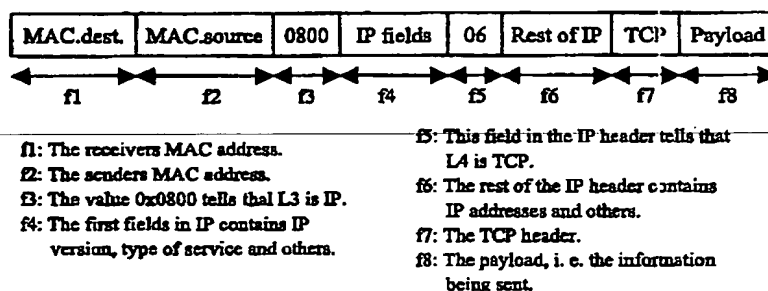 MAC.dest. MAC.source 0800 IP fields 06 Rest of IP TCP Payload
f1 f2 f3 f4 f5 f6 f7 f8
f1: The receivers MAC address.
f2: The senders MAC address.
f3: The value 0x0800 tells that L3 is IP.
f4: The first fields in IP contains IP
version, type of service and others.
f5: This field in the IP header tells that
L4 is TCP.
f6: The rest of the IP header contains
IP addresses and others.
f7: The TCP header.
f8: The payload, i. e. the information
being sent.